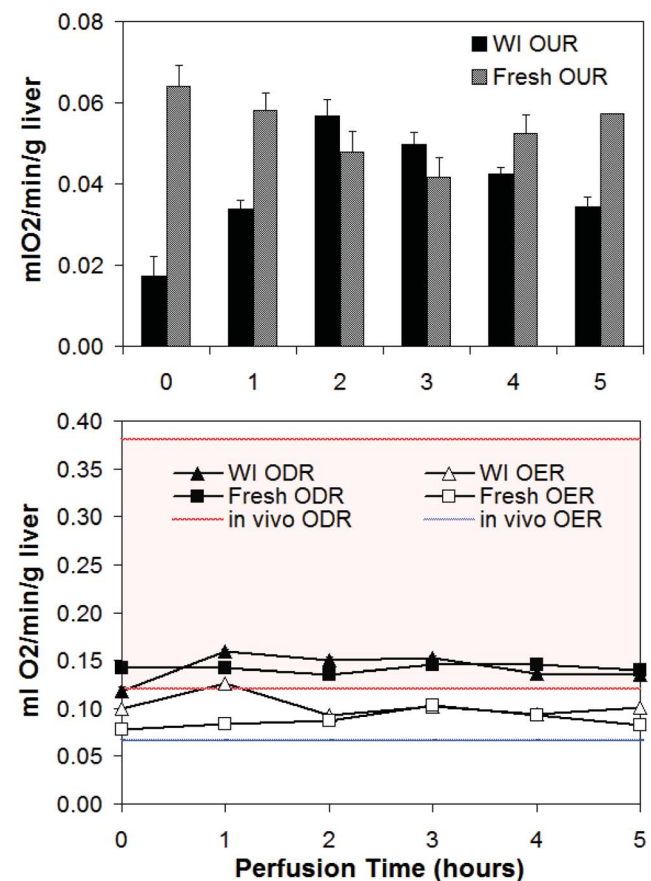 0.08
WI OUR
Fresh OUR
0.06
0.04
0.02
0.00
mlO2/min/g liver
0 1 2 3 4 5
0.40
0.35
0.30
0.25
0.20
0.15
0.10
0.05
0.00
ml O2/min/g liver
WI ODR WI OER
Fresh ODR Fresh OER
in vivo ODR in vivo OER
0 1 2 3 4 5
Perfusion Time (hours)